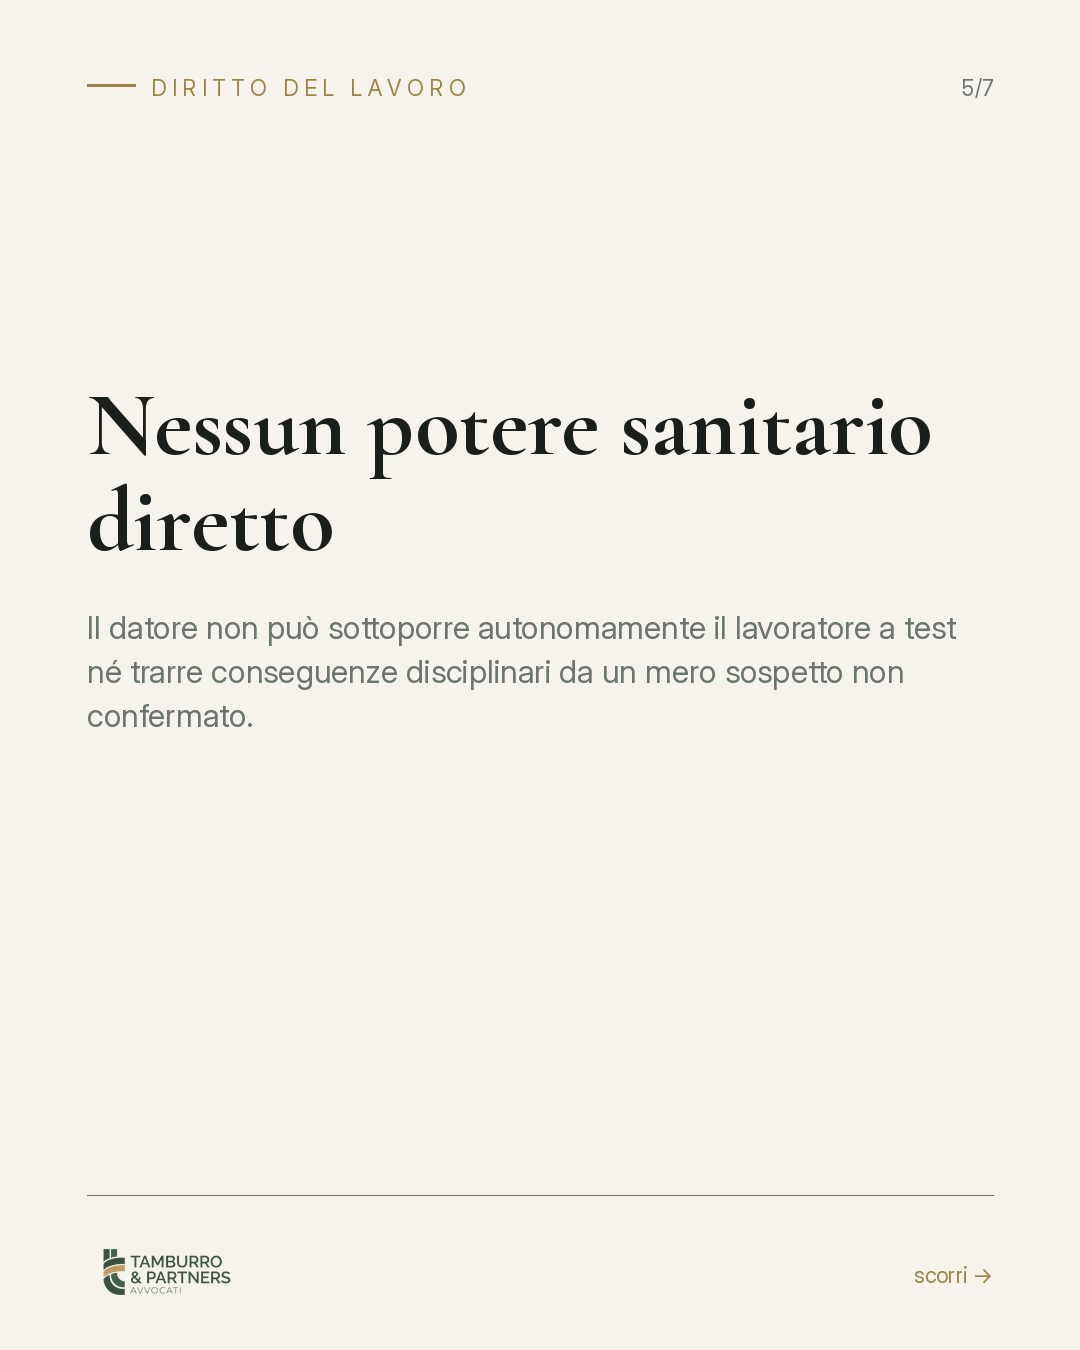 DIRITTO DEL LAVORO
5/7
Nessun potere sanitario
diretto
Il datore non può sottoporre autonomamente il lavoratore a test
né trarre conseguenze disciplinari da un mero sospetto non
confermato.
TAMBURRO
& PARTNERS
AVVOCATI
scorri →